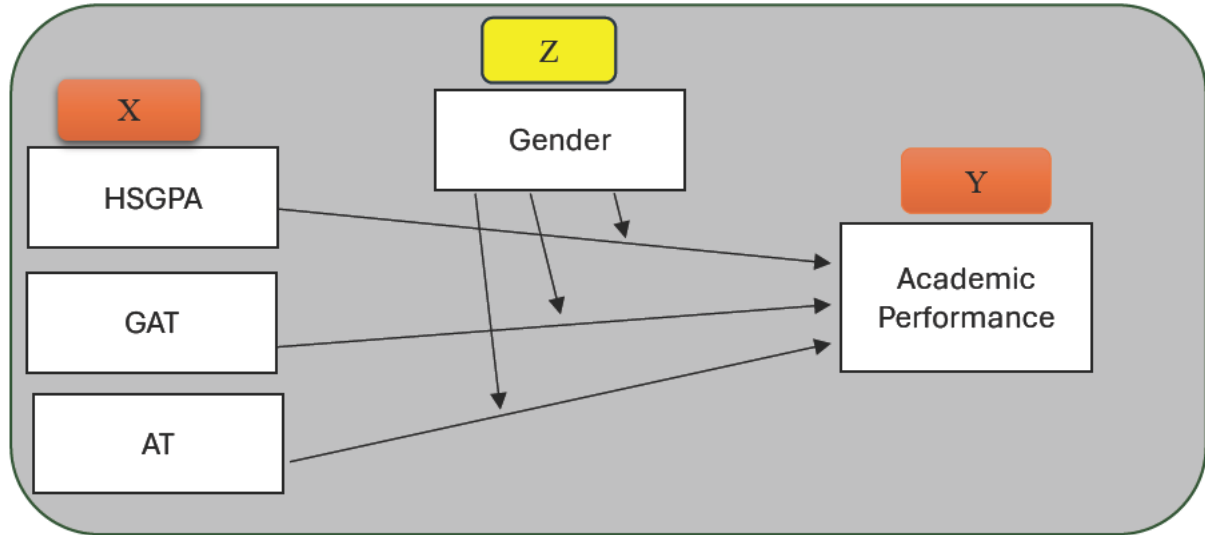 Z
X
Gender
HSGPA
Y
GAT
Academic
Performance
AT